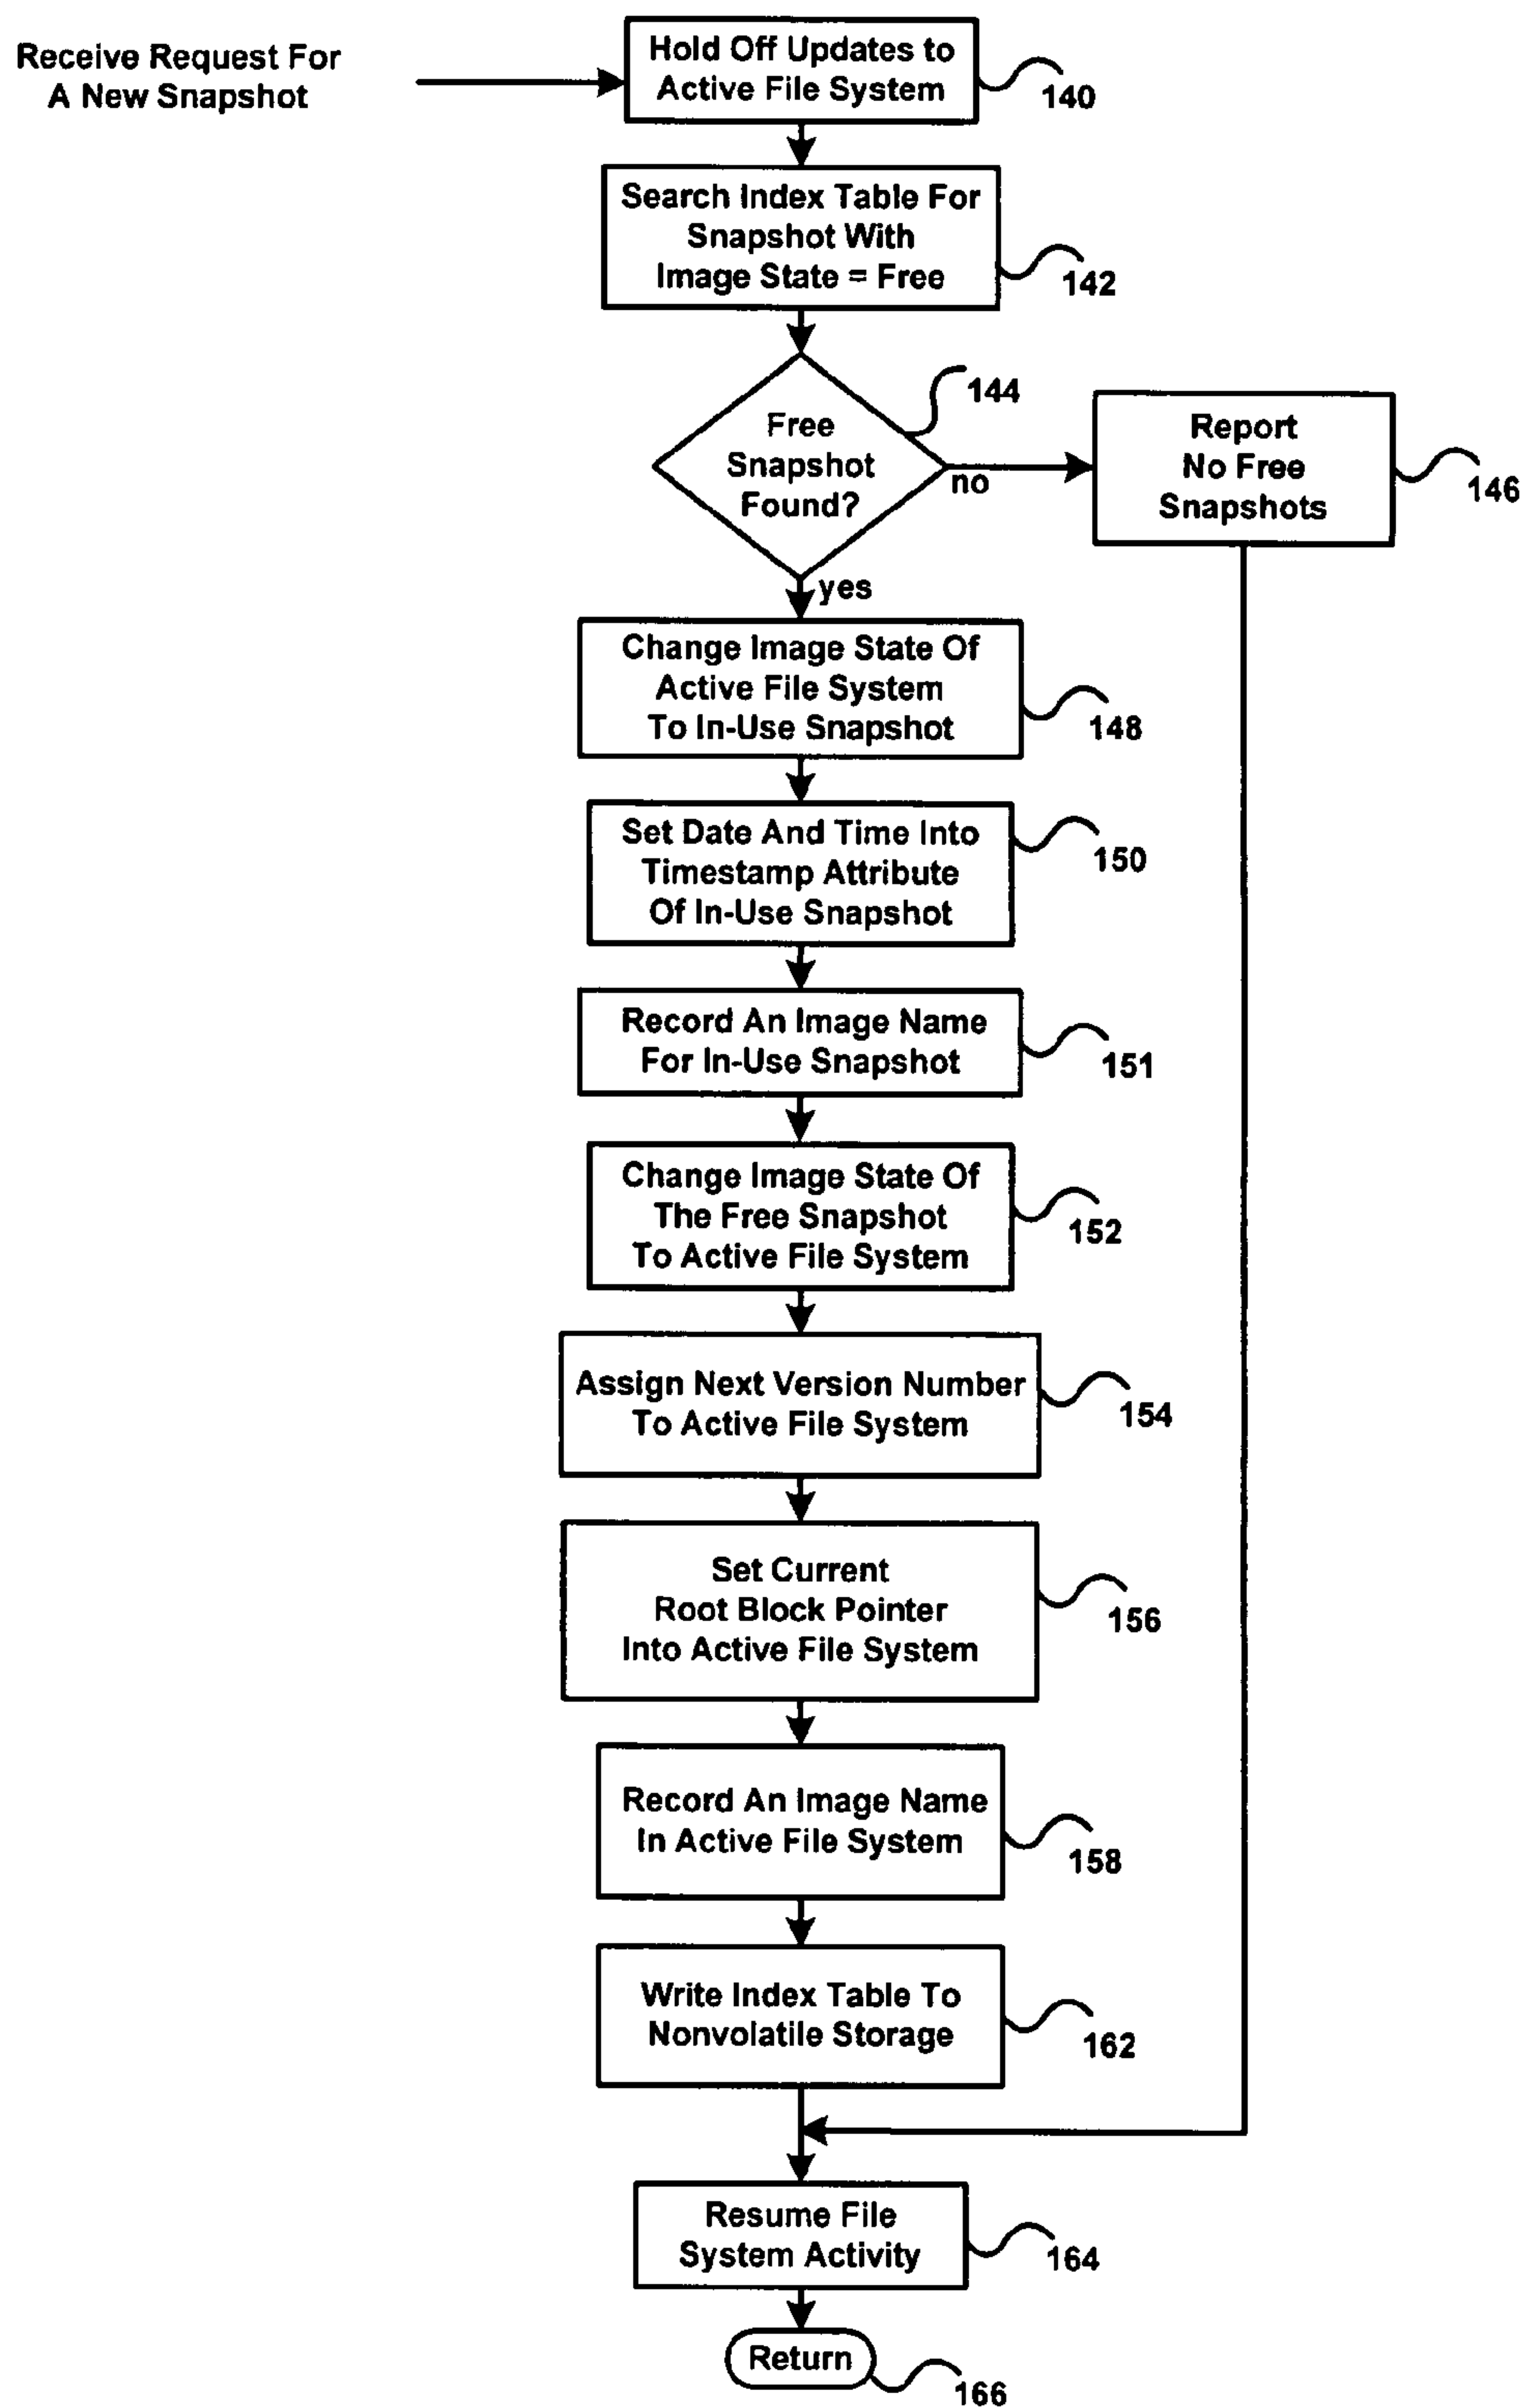 Receive Request For
A New Snapshot
Hold Off Updates to
Active File System
140
Search Index Table For
Snapshot With
Image State = Free
142
Free
Snapshot
Found?
144
no
Report
No Free
Snapshots
146
yes
Change Image State Of
Active File System
To In-Use Snapshot
148
Set Date And Time Into
Timestamp Attribute
Of In-Use Snapshot
150
Record An Image Name
For In-Use Snapshot
151
Change Image State Of
The Free Snapshot
To Active File System
152
Assign Next Version Number
To Active File System
154
Set Current
Root Block Pointer
Into Active File System
156
Record An Image Name
In Active File System
158
Write Index Table To
Nonvolatile Storage
162
Resume File
System Activity
164
Return
166